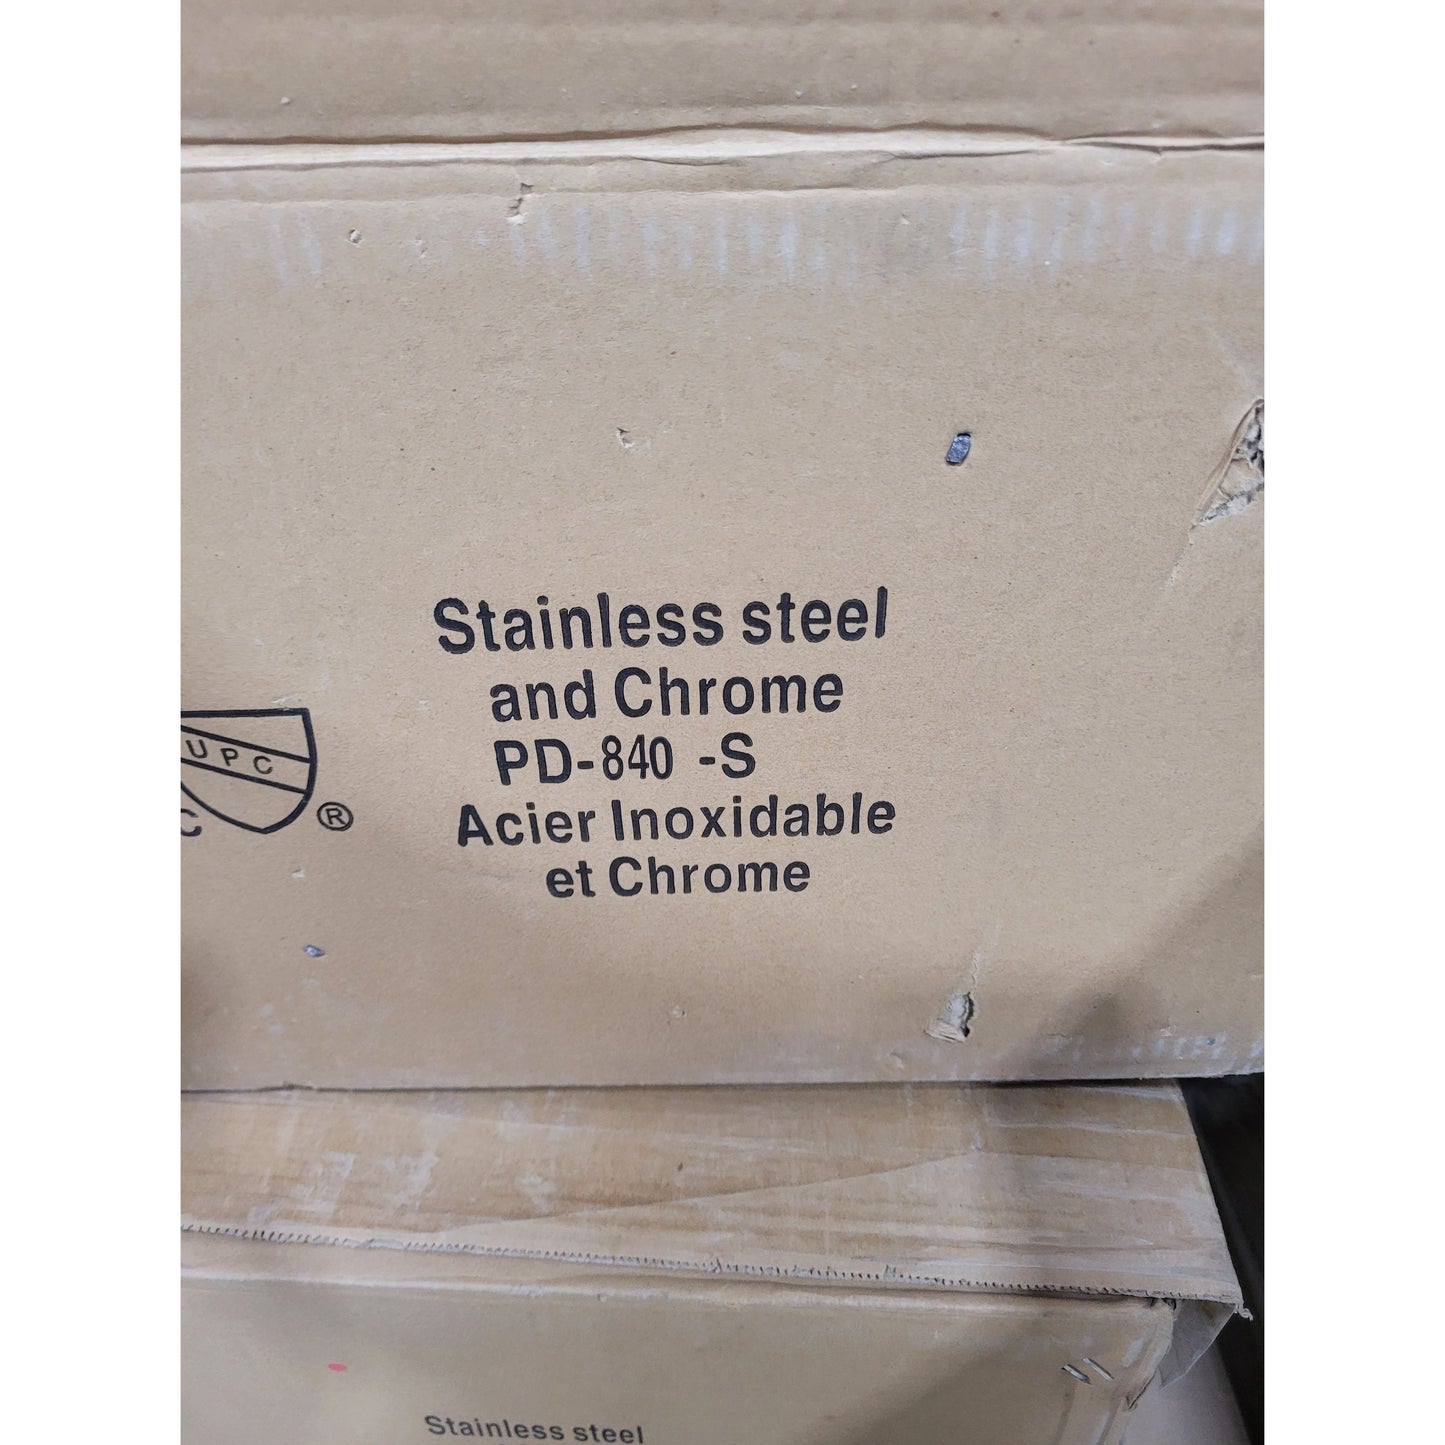 Stainless steel
and Chrome
PD-840 -S
Acier Inoxidable
et Chrome
UPC
C
®
Stainless steel